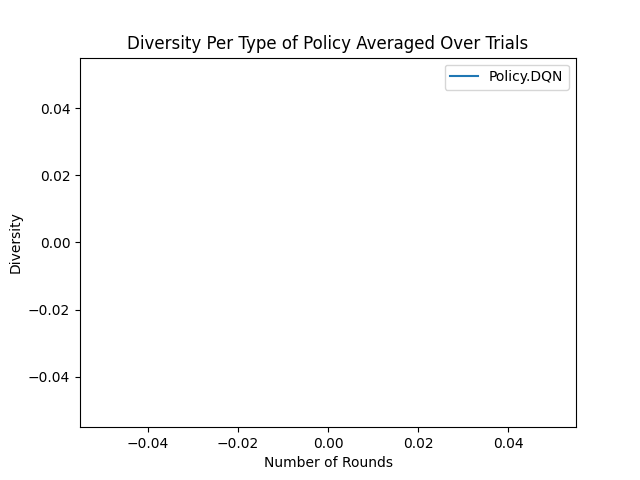 Diversity Per Type of Policy Averaged Over Trials
Policy.DQN
0.04
0.02
0.00
−0.02
−0.04
Diversity
−0.04 −0.02 0.00 0.02 0.04
Number of Rounds